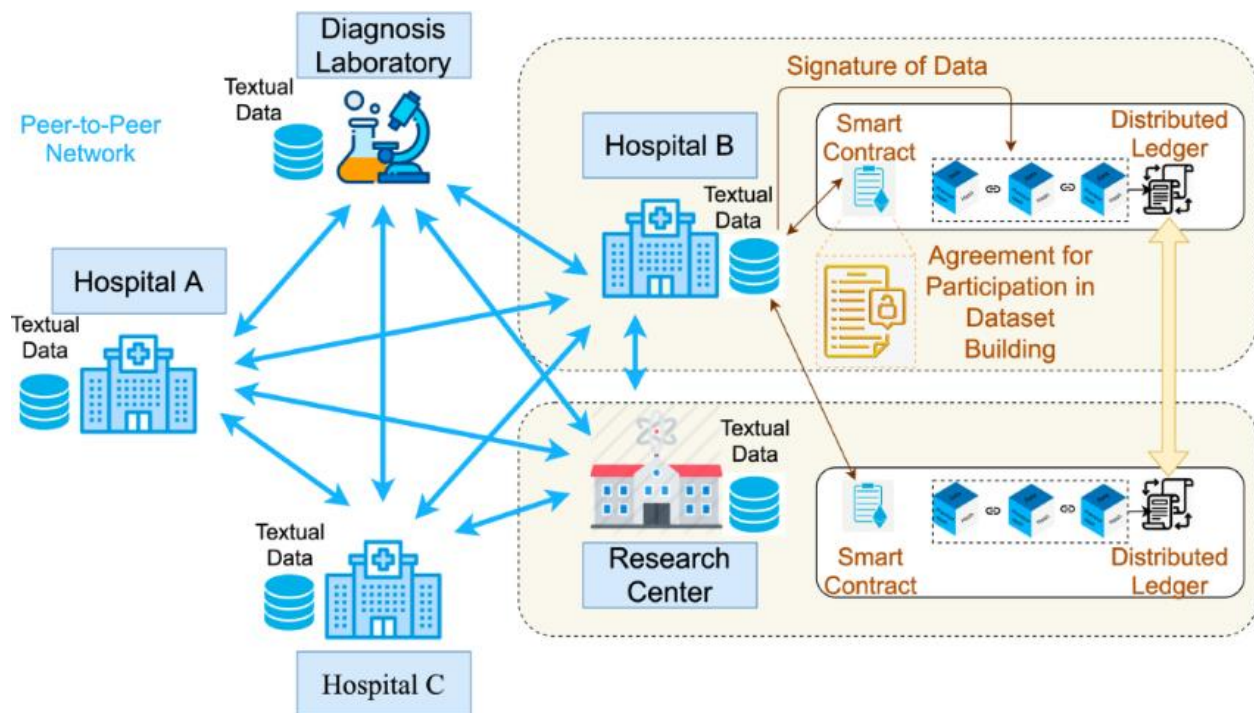 Diagnosis
Laboratory
Textual
Data
Peer-to-Peer
Network
Signature of Data
Hospital B
Smart
Contract
Distributed
Ledger
Textual
Data
Hospital A
Textual
Data
Agreement for
Participation in
Dataset
Building
Textual
Data
Textual
Data
Research
Center
Smart
Contract
Distributed
Ledger
Hospital C